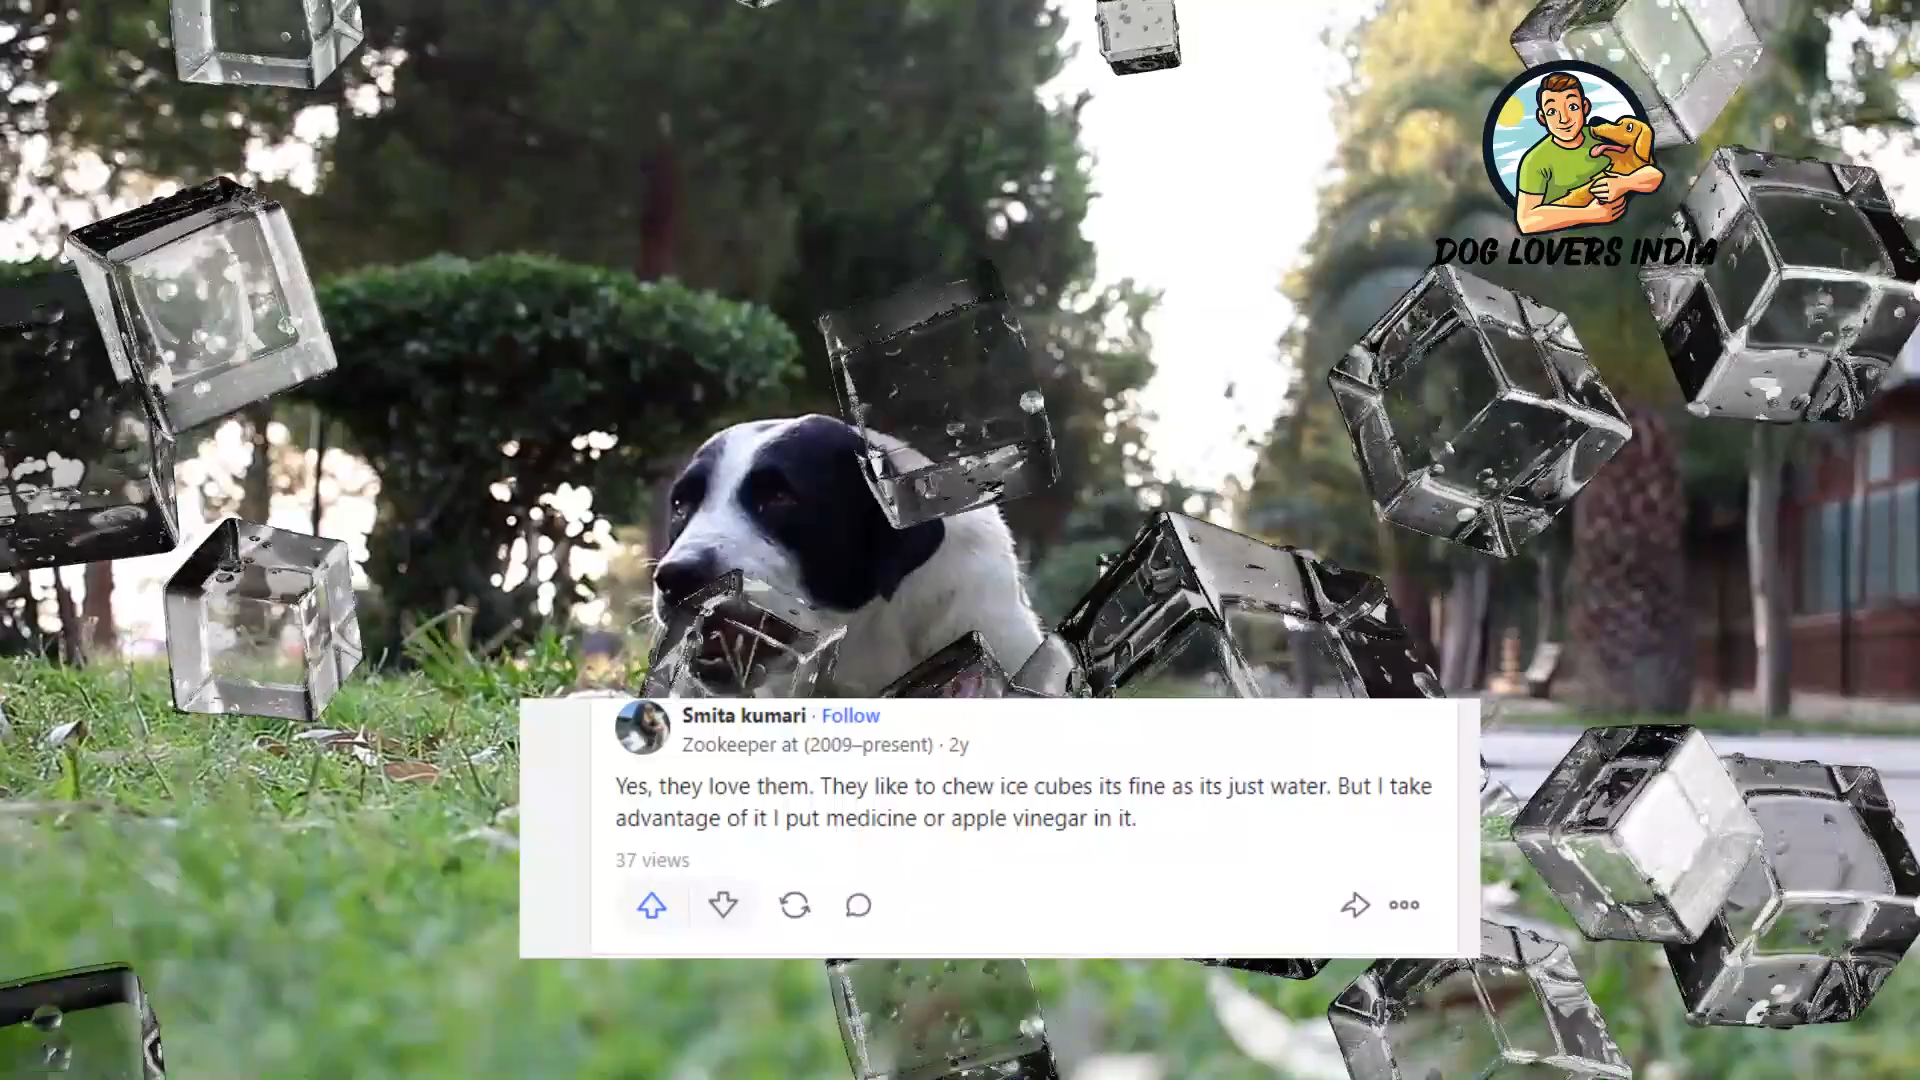 DOG LOVERS INDIA
Smita kumari · Follow
Zookeeper at (2009–present) · 2y
Yes, they love them. They like to chew ice cubes its fine as its just water. But I take
advantage of it I put medicine or apple vinegar in it.
37 views